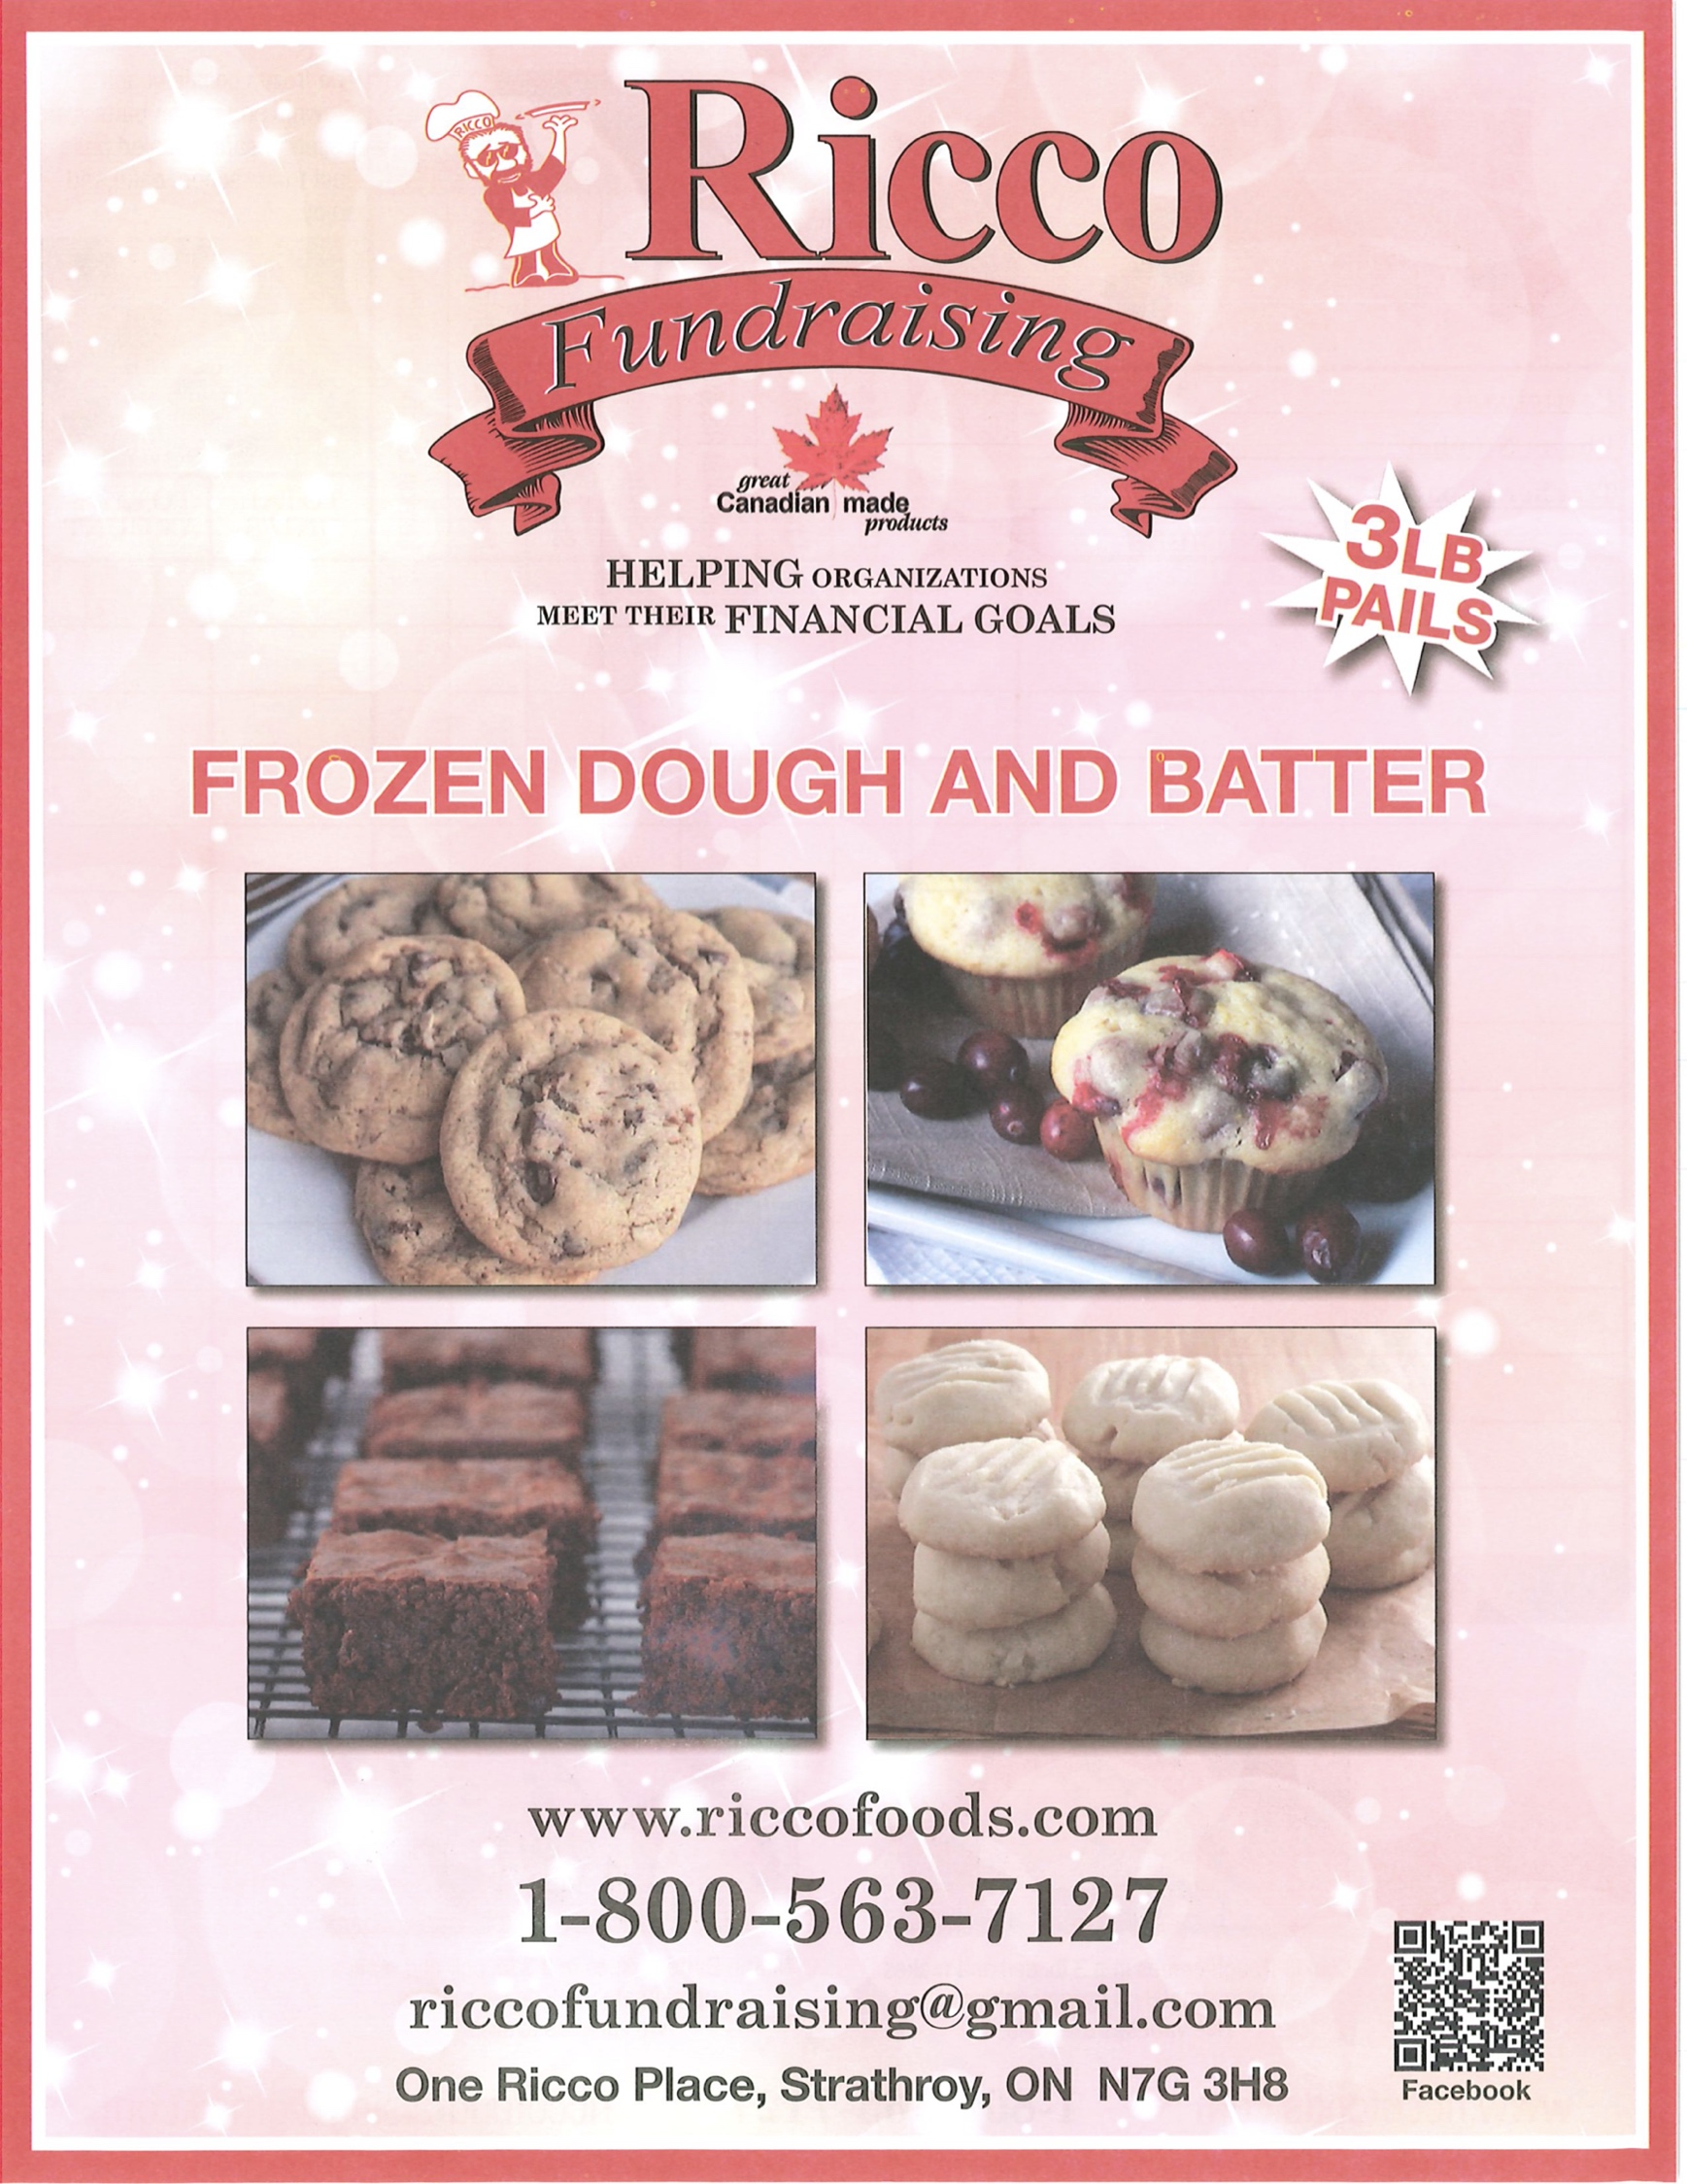 RICCO
Ricco
Fundraising
great
Canadian made
products
HELPING ORGANIZATIONS
MEET THEIR FINANCIAL GOALS
3LB
PAILS
FROZEN DOUGH AND BATTER
www.riccofoods.com
1-800-563-7127
riccofundraising@gmail.com
One Ricco Place, Strathroy, ON N7G 3H8
Facebook